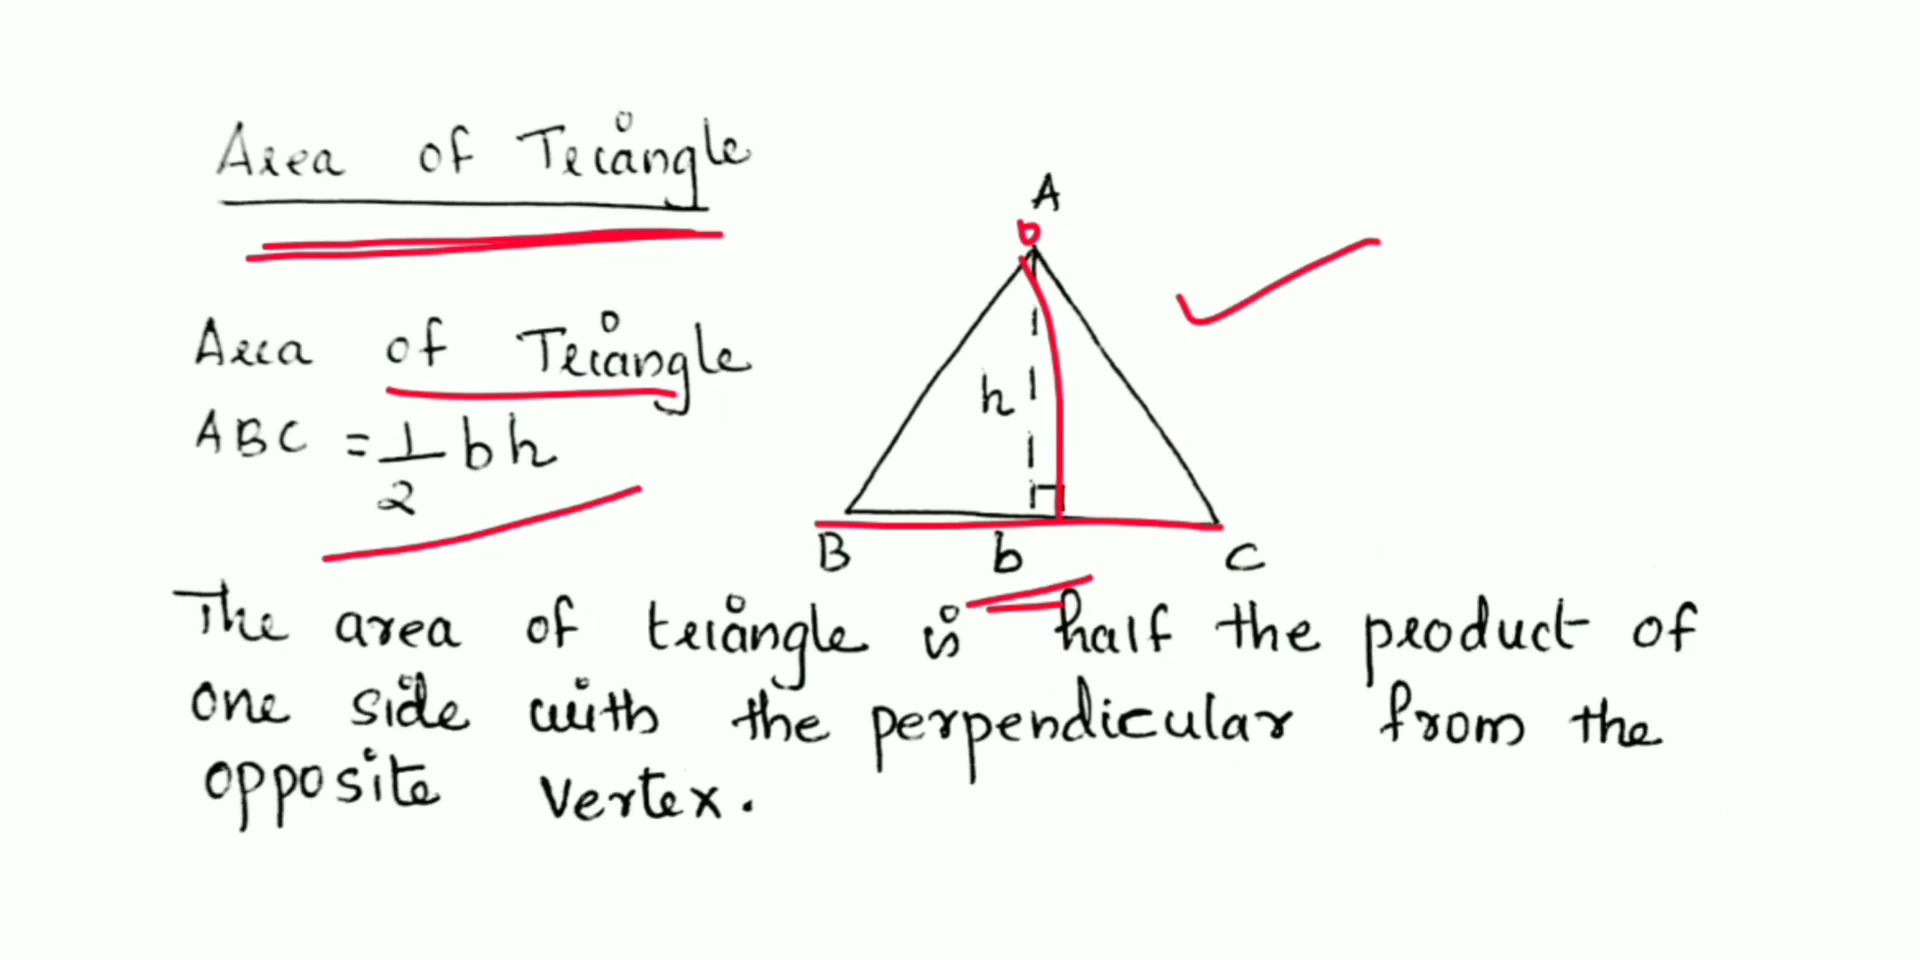 Area of Triangle
Area of Triangle
ABC = 1/2 bh
A
h
B b C
The area of triangle is half the product of
one side with the perpendicular from the
opposite vertex.